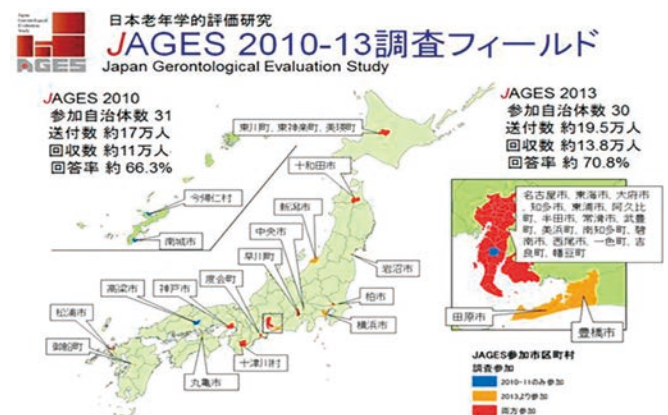 Japan
Gerontological
Evaluation
Study
JAGES
日本老年学的評価研究
JAGES 2010-13調査フィールド
Japan Gerontological Evaluation Study
JAGES 2010
参加自治体数 31
送付数 約17万人
回収数 約11万人
回答率 約 66.3%
JAGES 2013
参加自治体数 30
送付数 約19.5万人
回収数 約13.8万人
回答率 約 70.8%
東川町、東神楽町、美瑛町
十和田市
今帰仁村
南城市
新潟市
中央市
早川町
度会町
神戸市
高梁市
松浦市
御船町
丸亀市
十津川村
岩沼市
柏市
横浜市
名古屋市、東海市、大府市
、知多市、東浦市、阿久比
町、半田市、常滑市、武豊
町、美浜町、南知多町、碧
南市、西尾市、一色町、吉
良町、幡豆町
田原市
豊橋市
JAGES参加市区町村
調査参加
2010-11のみ参加
2013より参加
両方参加